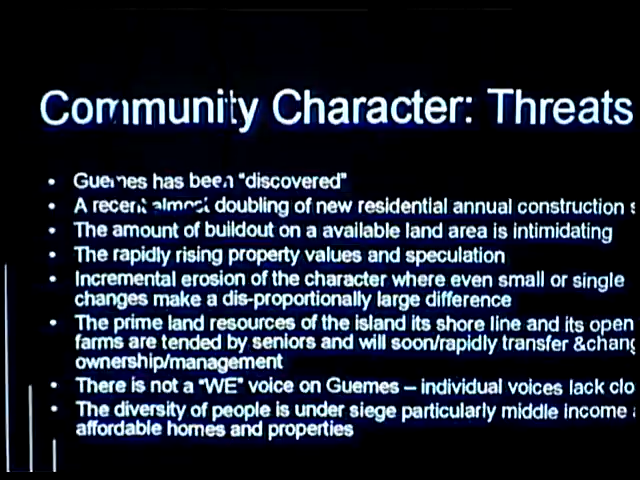 Community Character: Threats
• Guemes has been “discovered”
• A recent almost doubling of new residential annual construction s
• The amount of buildout on a available land area is intimidating
• The rapidly rising property values and speculation
• Incremental erosion of the character where even small or single
changes make a dis-proportionally large difference
• The prime land resources of the island its shore line and its open
farms are tended by seniors and will soon/rapidly transfer &chang
ownership/management
• There is not a “WE” voice on Guemes – individual voices lack clo
• The diversity of people is under siege particularly middle income
affordable homes and properties